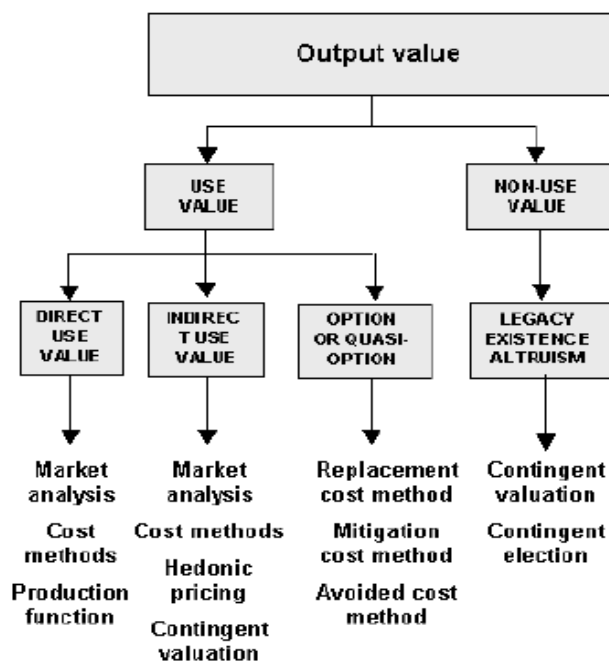 Output value
USE
VALUE
NON-USE
VALUE
DIRECT
USE
VALUE
INDIREC
T USE
VALUE
OPTION
OR QUASI-
OPTION
LEGACY
EXISTENCE
ALTRUISM
Market
analysis
Cost
methods
Production
function
Market
analysis
Cost methods
Hedonic
pricing
Contingent
valuation
Replacement
cost method
Mitigation
cost method
Avoided cost
method
Contingent
valuation
Contingent
election